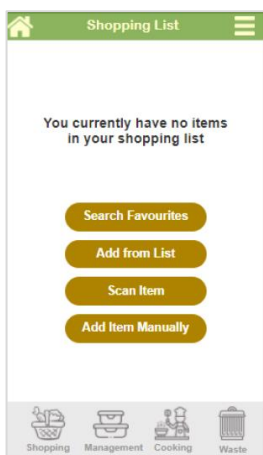 Shopping List
You currently have no items
in your shopping list
Search Favourites
Add from List
Scan Item
Add Item Manually
Shopping Management Cooking Waste